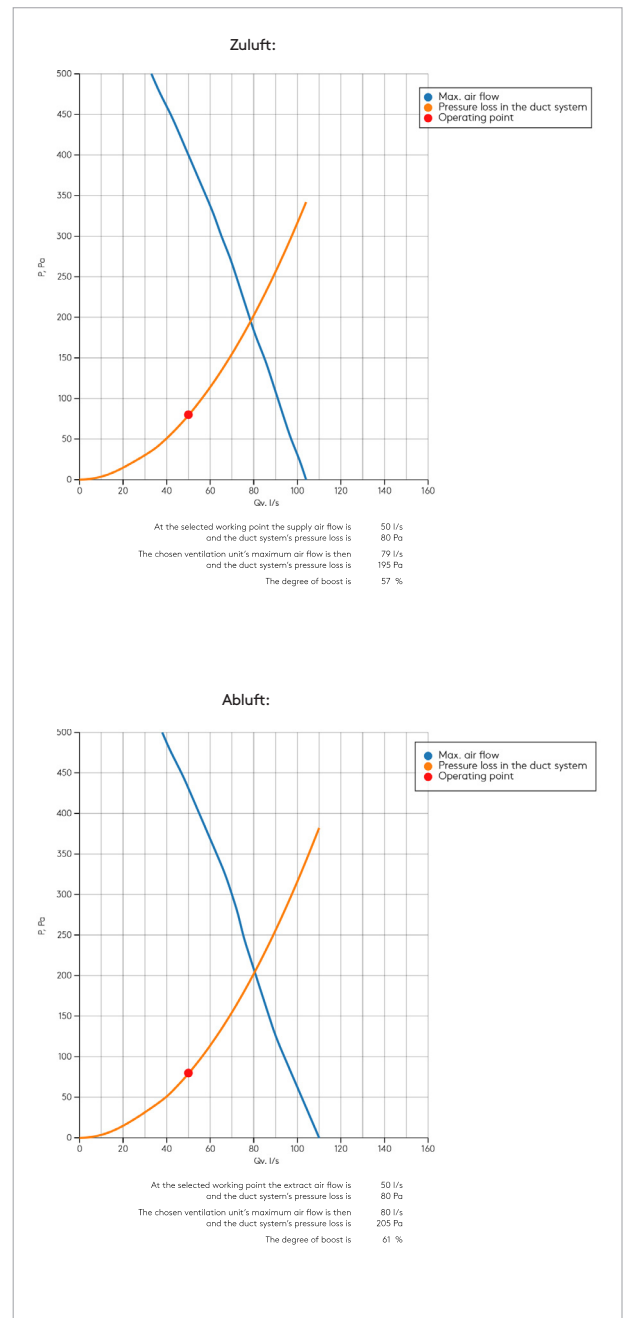 Zuluft:
500
450
400
350
300
250
200
150
100
50
0
P, Pa
0 20 40 60 80 100 120 140 160
Qv. l/s
Max. air flow
Pressure loss in the duct system
Operating point
At the selected working point the supply air flow is 50 l/s
and the duct system's pressure loss is 80 Pa
The chosen ventilation unit's maximum air flow is then 79 l/s
and the duct system's pressure loss is 195 Pa
The degree of boost is 57 %
Abluft:
500
450
400
350
300
250
200
150
100
50
0
P, Pa
0 20 40 60 80 100 120 140 160
Qv. l/s
Max. air flow
Pressure loss in the duct system
Operating point
At the selected working point the extract air flow is 50 l/s
and the duct system's pressure loss is 80 Pa
The chosen ventilation unit's maximum air flow is then 80 l/s
and the duct system's pressure loss is 205 Pa
The degree of boost is 61 %